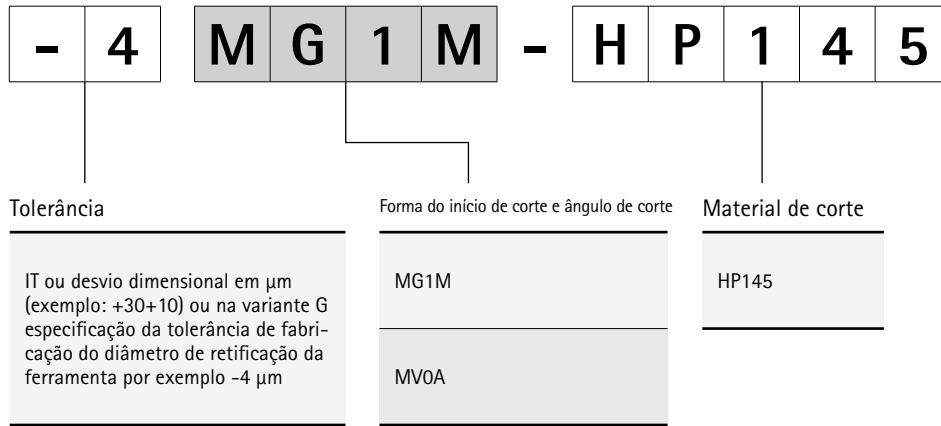 - 4 M G 1 M - H P 1 4 5
Tolerância
IT ou desvio dimensional em µm
(exemplo: +30+10) ou na variante G
especificação da tolerância de fabri-
cação do diâmetro de retificação da
ferramenta por exemplo -4 µm
Forma do início de corte e ângulo de corte
MG1M
MV0A
Material de corte
HP145